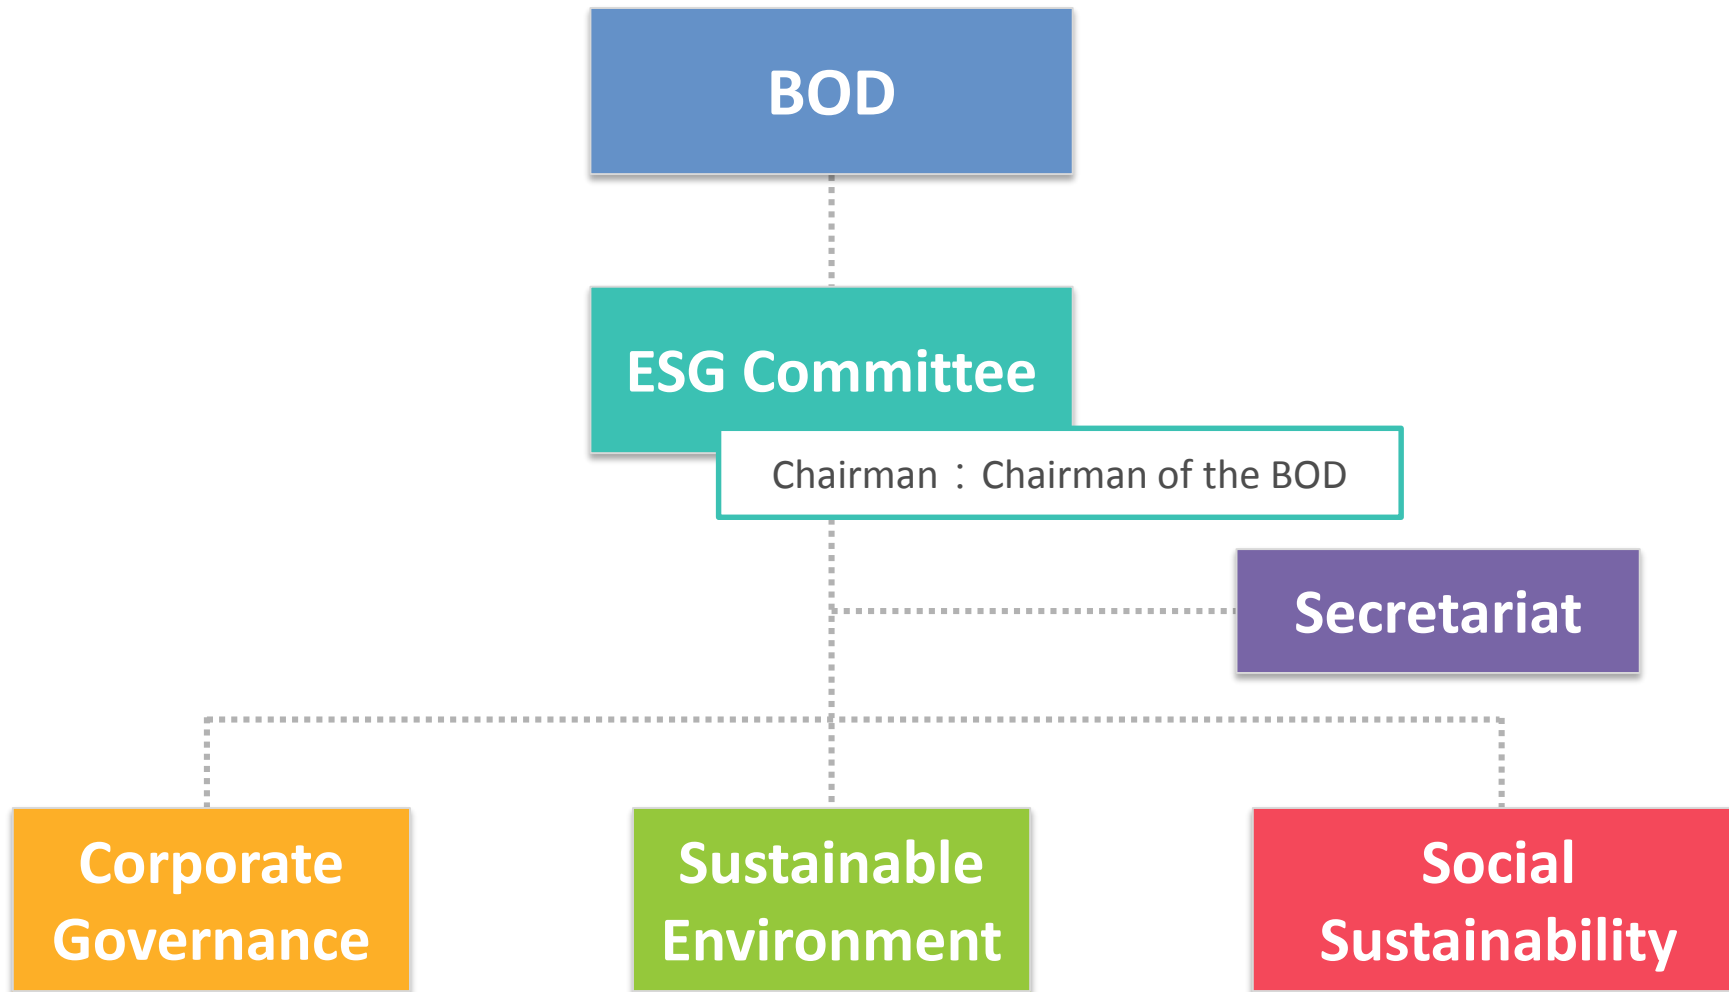 BOD
ESG Committee
Chairman：Chairman of the BOD
Secretariat
Corporate
Governance
Sustainable
Environment
Social
Sustainability